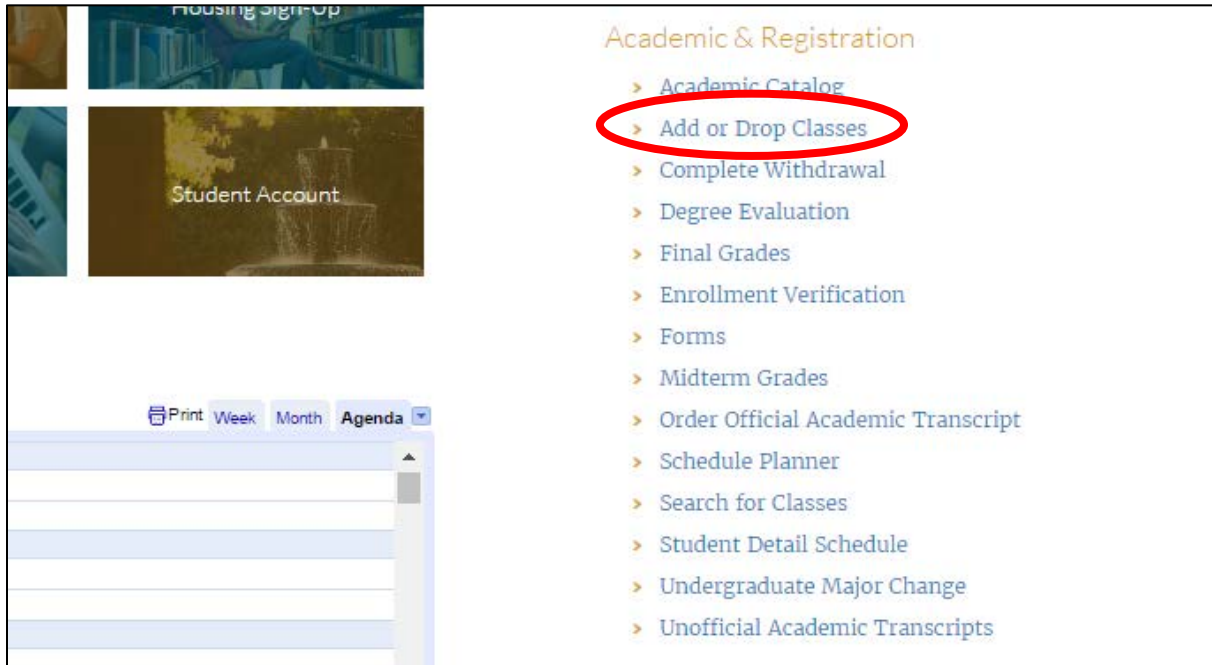 Housing Sign-Up
Student Account
Print Week Month Agenda
Academic & Registration
Academic Catalog
Add or Drop Classes
Complete Withdrawal
Degree Evaluation
Final Grades
Enrollment Verification
Forms
Midterm Grades
Order Official Academic Transcript
Schedule Planner
Search for Classes
Student Detail Schedule
Undergraduate Major Change
Unofficial Academic Transcripts